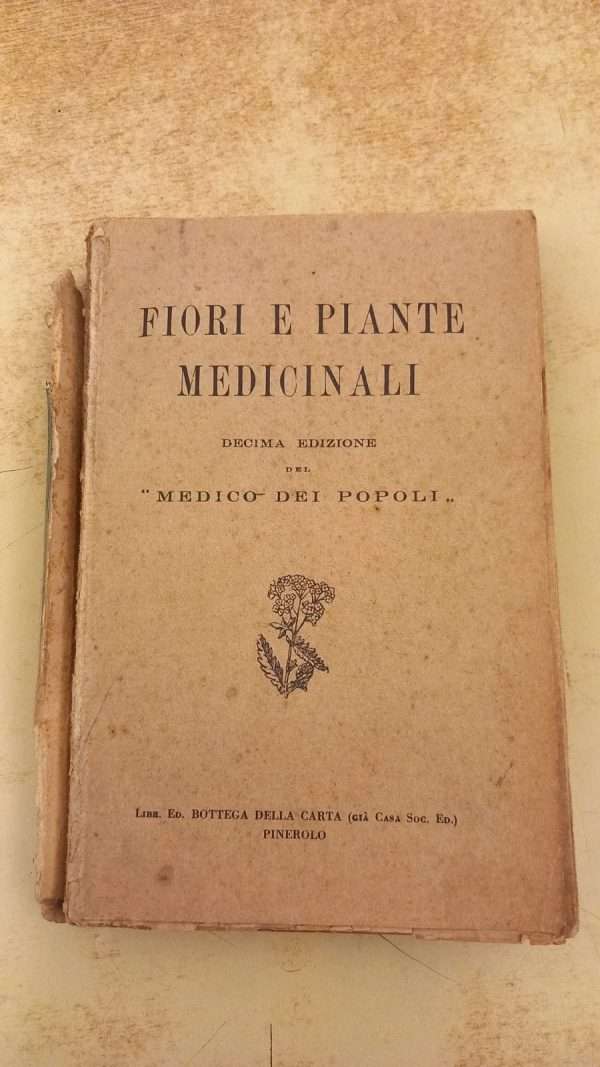 FIORI E PIANTE
MEDICINALI
DECIMA EDIZIONE
DEL
“ MEDICO DEI POPOLI „
LIBR. ED. BOTTEGA DELLA CARTA (GIÀ CASA SOC. ED.)
PINEROLO